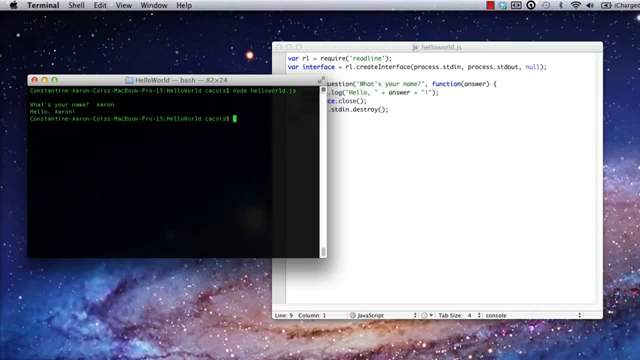 Terminal Shell Edit View Window Help
(Charged
helloworld.js
var rl = require('readline');
var interface = rl.createInterface(process.stdin, process.stdout, null);
uestion("What's your name?", function(answer) {
.log("Hello, " + answer + "!");
ce.close();
.stdin.destroy();
HelloWorld — bash — 82×24
Constantine-Aaron-Coiss-MacBook-Pro-15:HelloWorld cacois$ node helloworld.js
What's your name? Aaron
Hello, Aaron!
Constantine-Aaron-Coiss-MacBook-Pro-15:HelloWorld cacois$
Line: 9 Column: 1 JavaScript Tab Size: 4 console